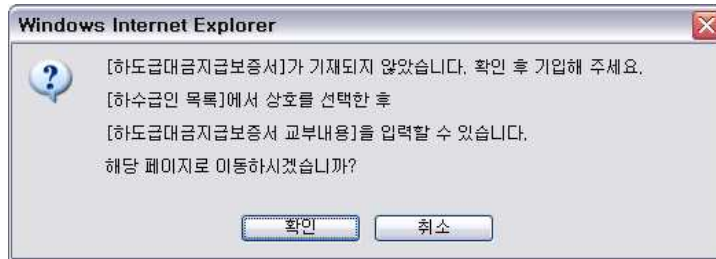 Windows Internet Explorer
[하도급대금지급보증서]가 기재되지 않았습니다. 확인 후 기입해 주세요.
[하수급인 목록]에서 상호를 선택한 후
[하도급대금지급보증서 교부내용]을 입력할 수 있습니다.
해당 페이지로 이동하시겠습니까?
확인
취소